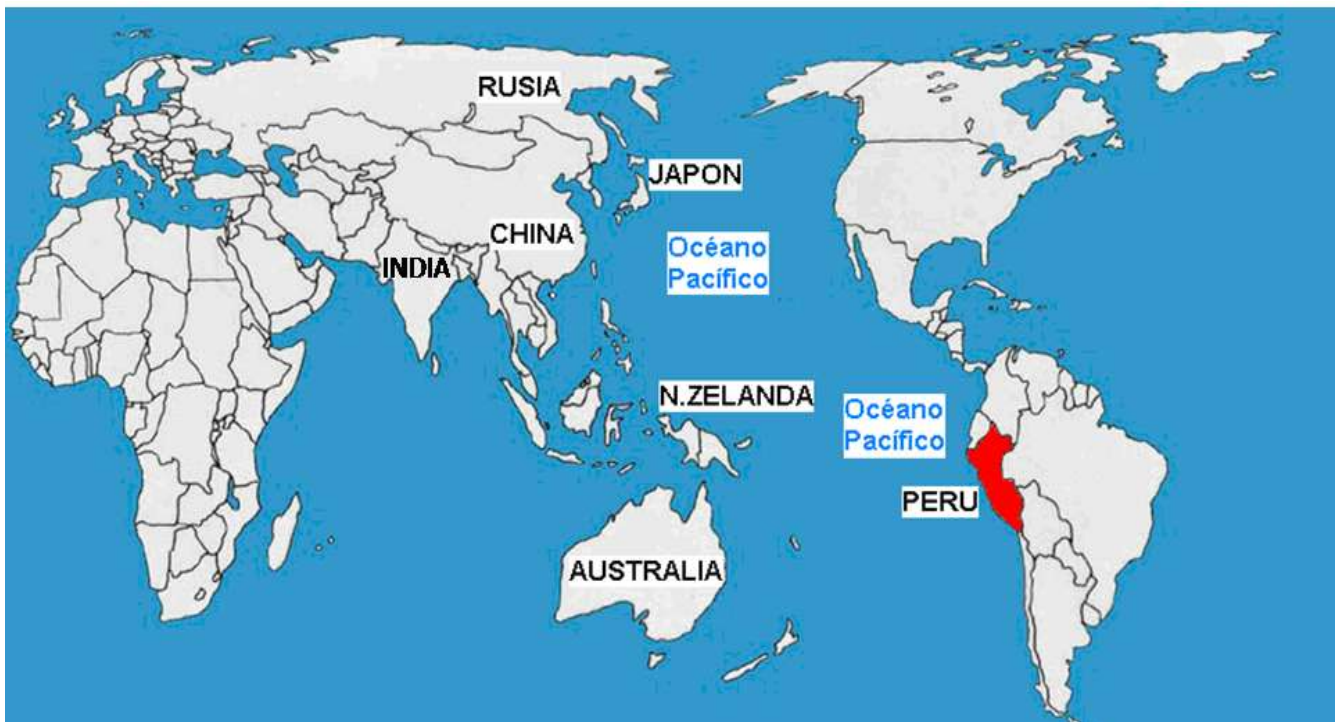 RUSIA
JAPON
CHINA
Océano
Pacífico
INDIA
N.ZELANDA
Océano
Pacífico
PERU
AUSTRALIA